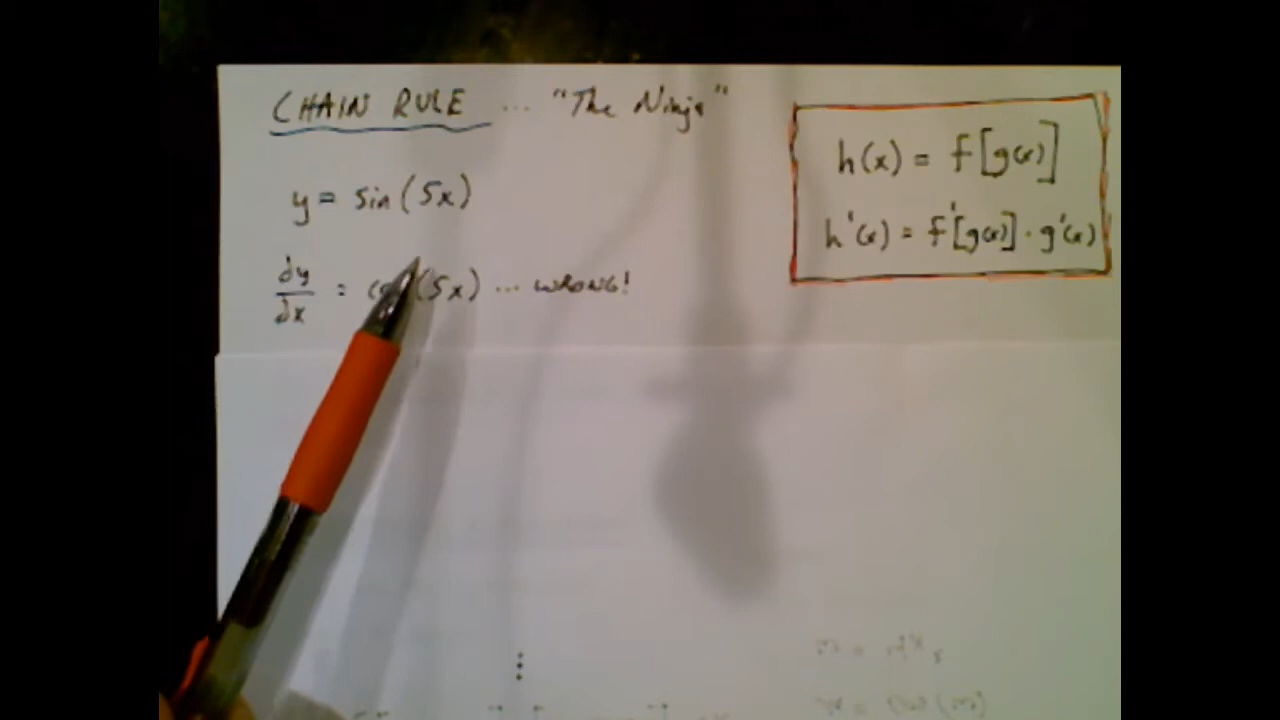 CHAIN RULE ... "The Ninja"
h(x) = f[g(x)]
h'(x) = f'[g(x)] · g'(x)
y = sin(5x)
dy/dx = cos(5x) ... WRONG!